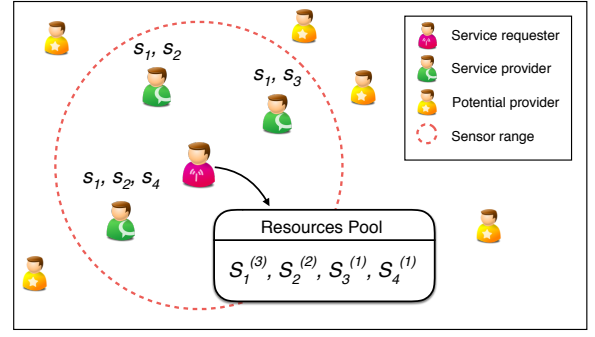 s₁, s₂
s₁, s₃
s₁, s₂, s₄
Service requester
Service provider
Potential provider
Sensor range
Resources Pool
S₁⁽³⁾, S₂⁽²⁾, S₃⁽¹⁾, S₄⁽¹⁾